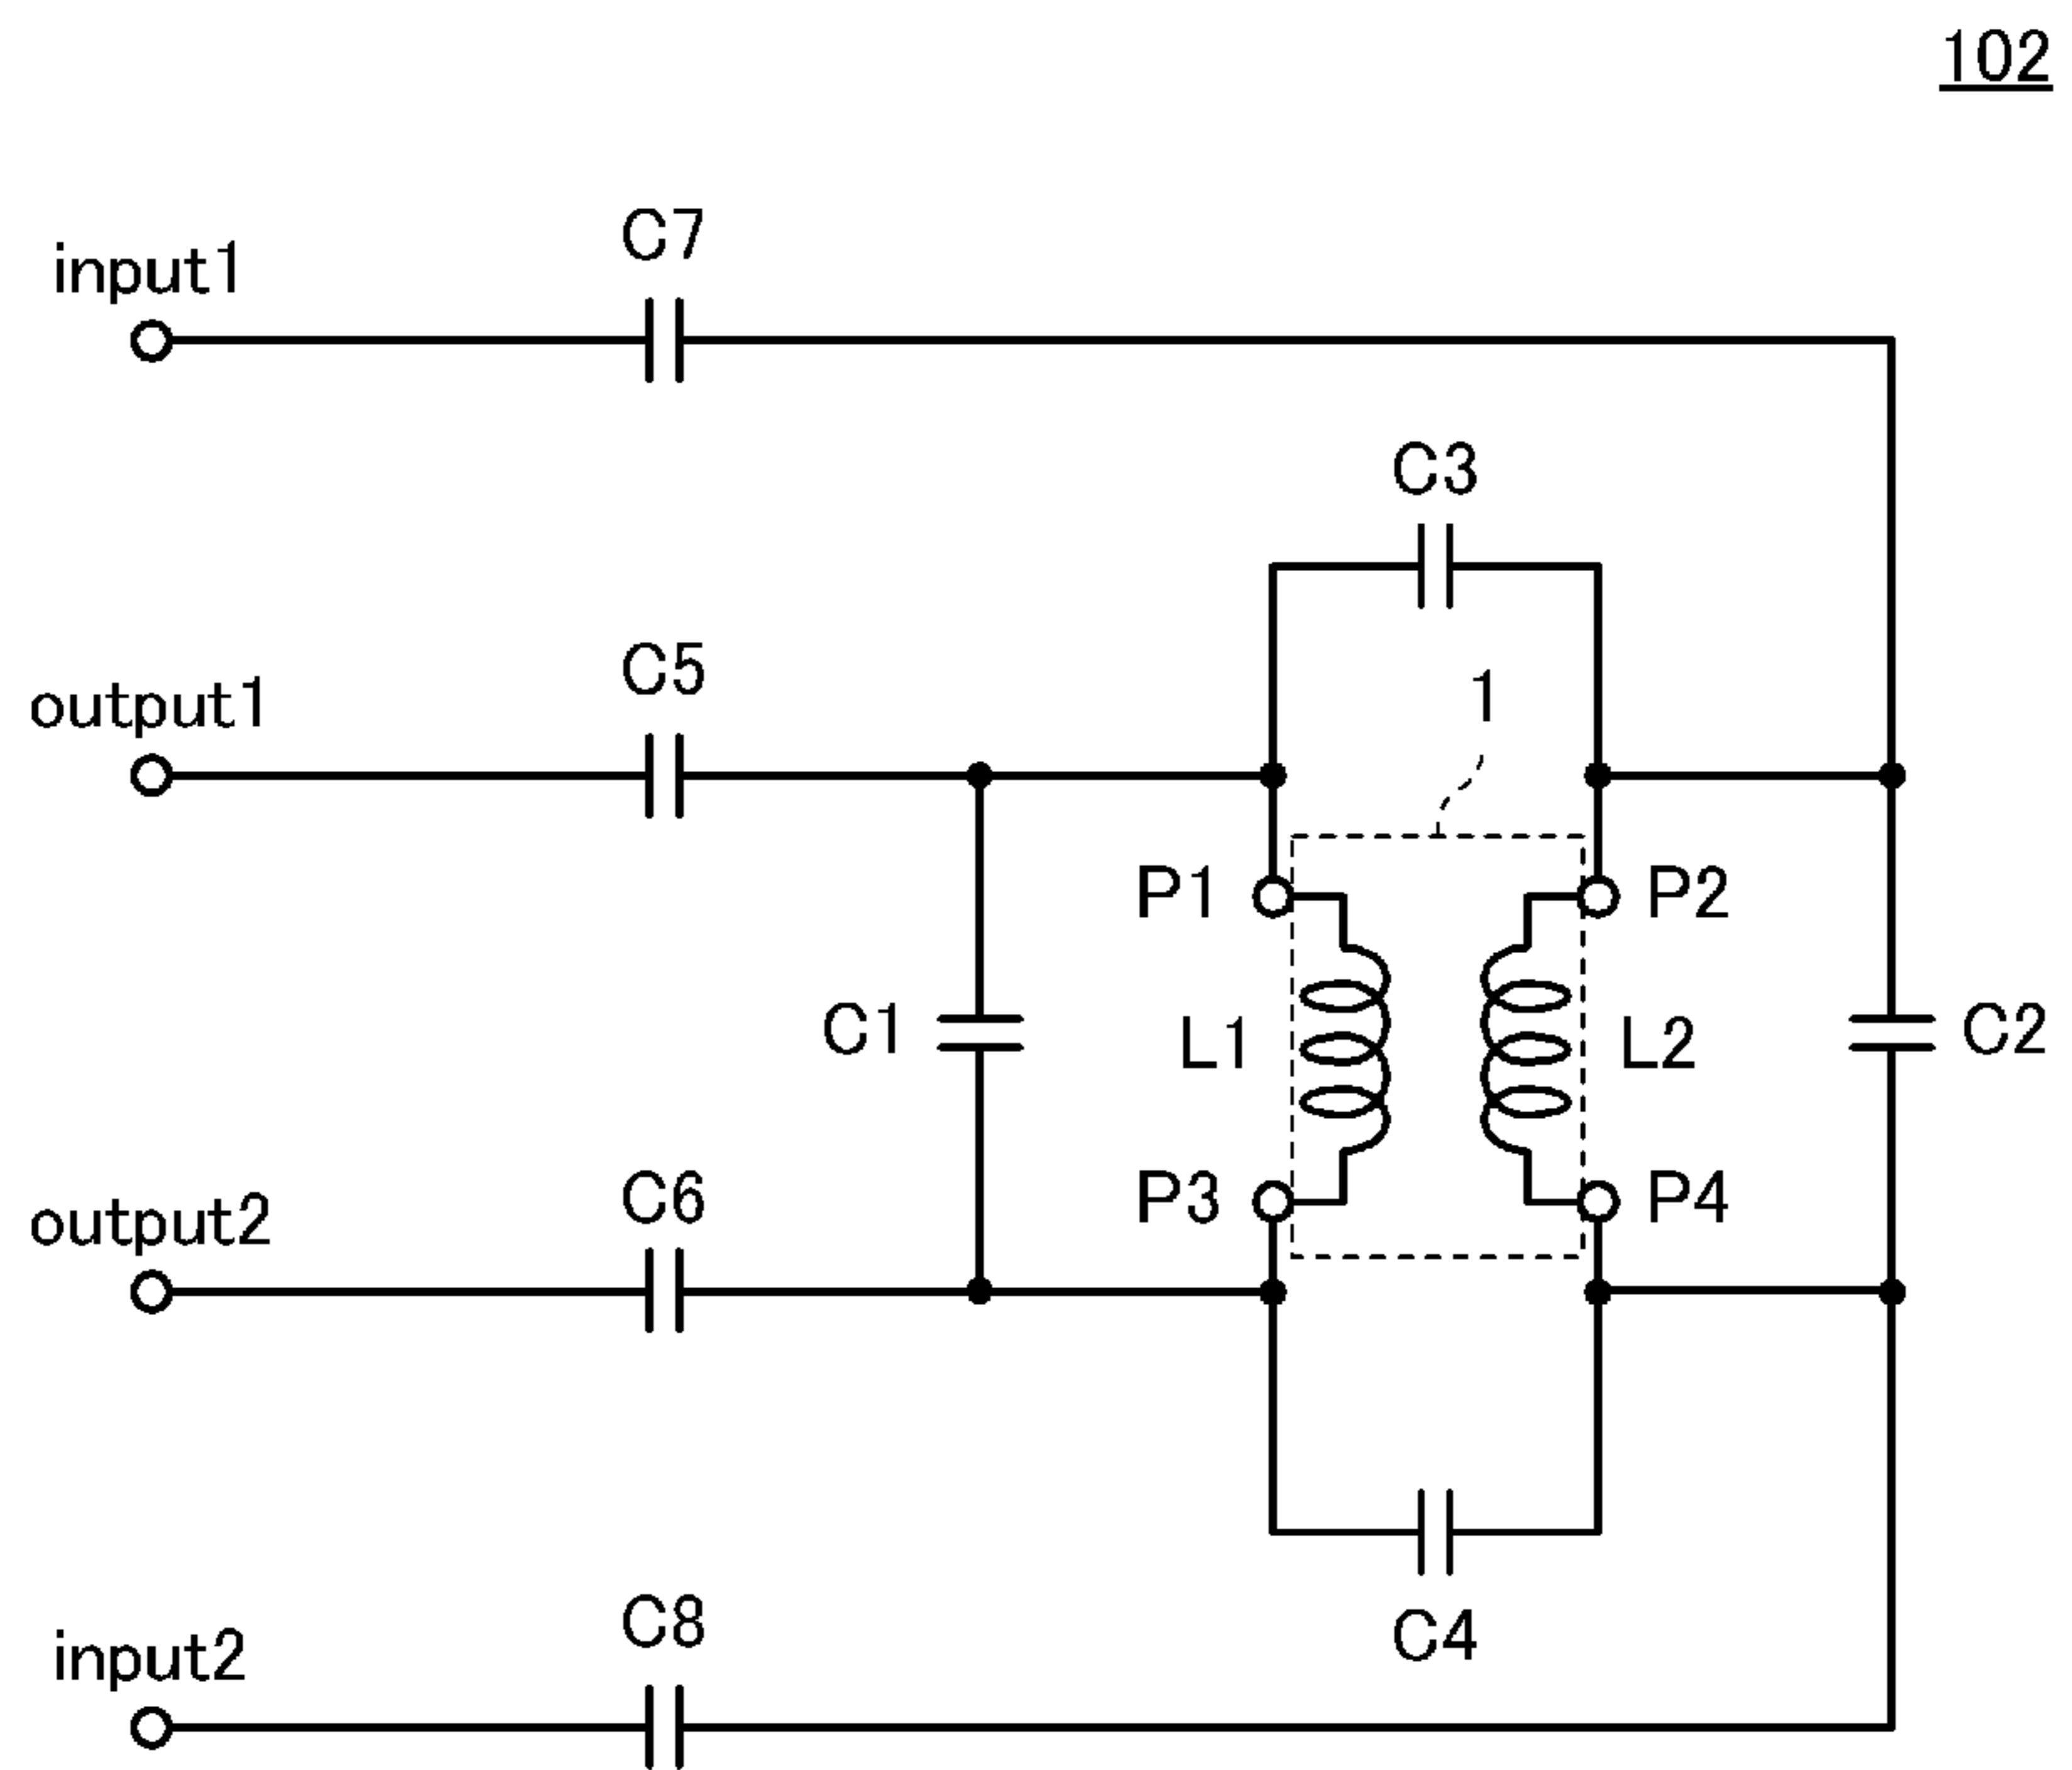 102
C7
input1
C3
C5
1
output1
P1
P2
C1
L1
L2
C2
P3
P4
C6
output2
C8
C4
input2